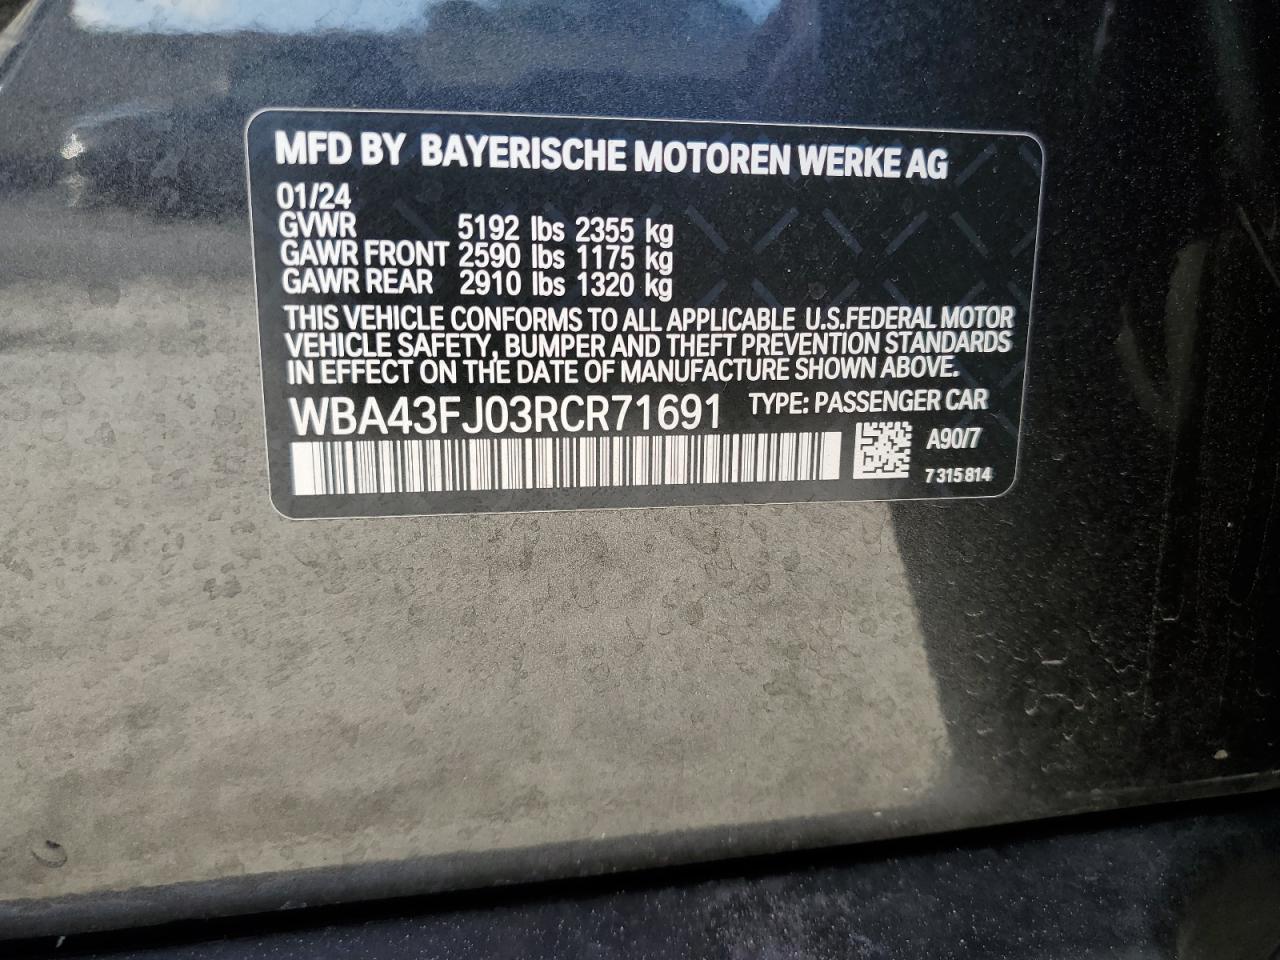 MFD BY BAYERISCHE MOTOREN WERKE AG
01/24
GVWR 5192 lbs 2355 kg
GAWR FRONT 2590 lbs 1175 kg
GAWR REAR 2910 lbs 1320 kg
THIS VEHICLE CONFORMS TO ALL APPLICABLE U.S.FEDERAL MOTOR
VEHICLE SAFETY, BUMPER AND THEFT PREVENTION STANDARDS
IN EFFECT ON THE DATE OF MANUFACTURE SHOWN ABOVE.
WBA43FJ03RCR71691 TYPE: PASSENGER CAR
A90/7
7 315 814